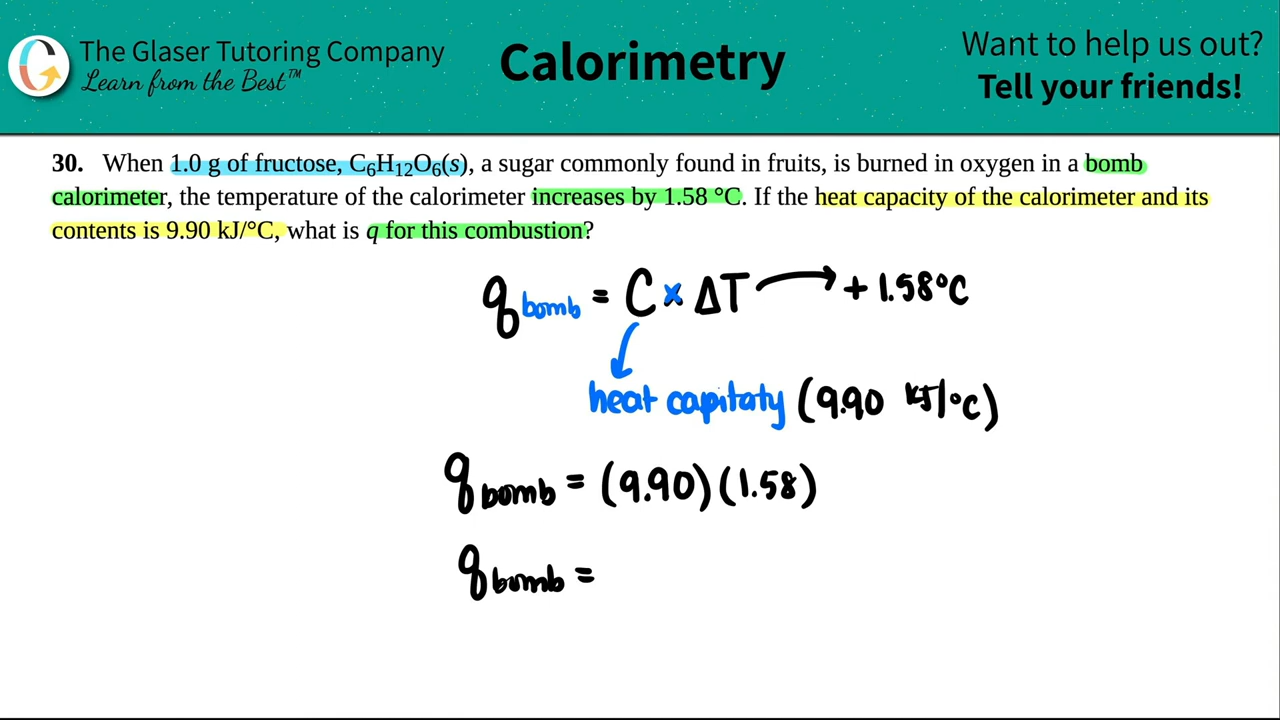 The Glaser Tutoring Company
Learn from the Best™
Calorimetry
Want to help us out?
Tell your friends!
30. When 1.0 g of fructose, C₆H₁₂O₆(s), a sugar commonly found in fruits, is burned in oxygen in a bomb
calorimeter, the temperature of the calorimeter increases by 1.58 °C. If the heat capacity of the calorimeter and its
contents is 9.90 kJ/°C, what is q for this combustion?
q bomb = C x ΔT → + 1.58°C
heat capitaty (9.90 kJ/°C)
q bomb = (9.90)(1.58)
q bomb =